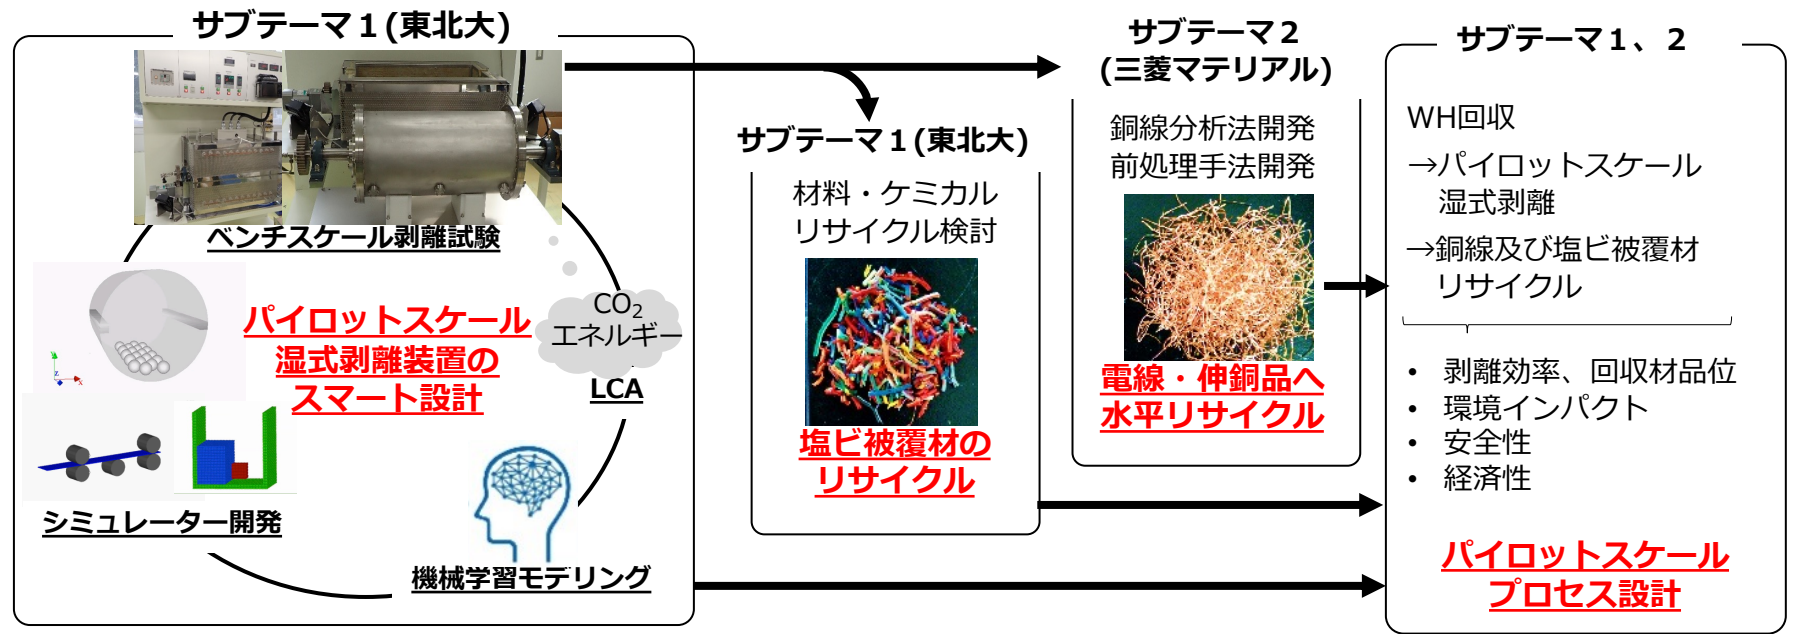 サブテーマ１(東北大)
ベンチスケール剥離試験
パイロットスケール
湿式剥離装置の
スマート設計
CO₂
エネルギー
LCA
シミュレーター開発
機械学習モデリング
サブテーマ１(東北大)
材料・ケミカル
リサイクル検討
塩ビ被覆材の
リサイクル
サブテーマ２
(三菱マテリアル)
銅線分析法開発
前処理手法開発
電線・伸銅品へ
水平リサイクル
サブテーマ１、２
WH回収
→パイロットスケール
湿式剥離
→銅線及び塩ビ被覆材
リサイクル
• 剥離効率、回収材品位
• 環境インパクト
• 安全性
• 経済性
パイロットスケール
プロセス設計